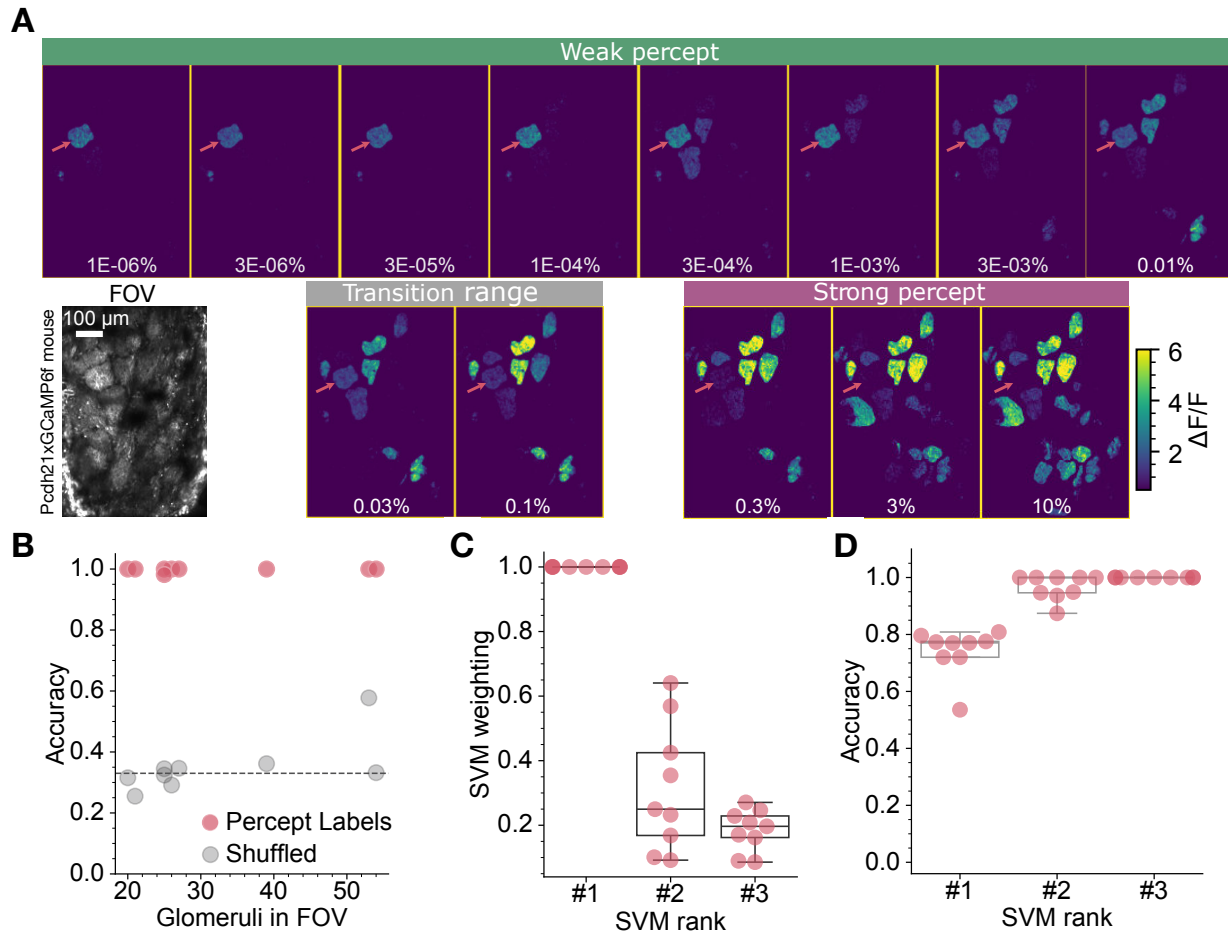 A
Weak percept
1E-06%
3E-06%
3E-05%
1E-04%
3E-04%
1E-03%
3E-03%
0.01%
FOV
100 µm
Pcdh21xGCaMP6f mouse
Transition range
0.03%
0.1%
Strong percept
0.3%
3%
10%
6
4
2
ΔF/F
B
1.0
0.8
0.6
0.4
0.2
0.0
Accuracy
Percept Labels
Shuffled
20 30 40 50
Glomeruli in FOV
C
1.0
0.8
0.6
0.4
0.2
SVM weighting
#1 #2 #3
SVM rank
D
1.0
0.8
0.6
0.4
0.2
0.0
Accuracy
#1 #2 #3
SVM rank